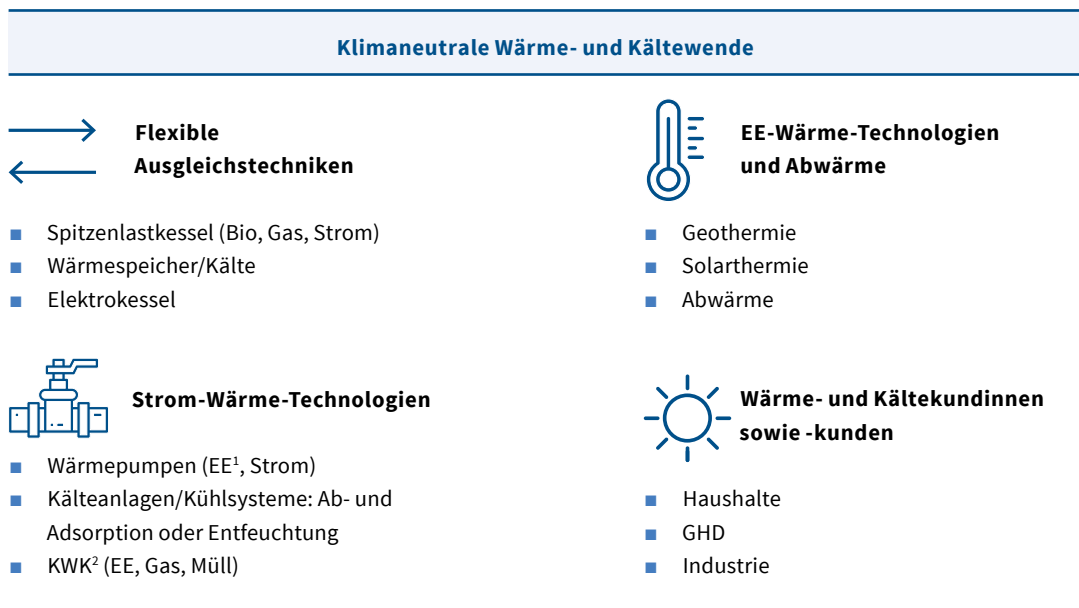 Klimaneutrale Wärme- und Kältewende
Flexible
Ausgleichstechniken
■ Spitzenlastkessel (Bio, Gas, Strom)
■ Wärmespeicher/Kälte
■ Elektrokessel
EE-Wärme-Technologien
und Abwärme
■ Geothermie
■ Solarthermie
■ Abwärme
Strom-Wärme-Technologien
■ Wärmepumpen (EE¹, Strom)
■ Kälteanlagen/Kühlsysteme: Ab- und
Adsorption oder Entfeuchtung
■ KWK² (EE, Gas, Müll)
Wärme- und Kältekundinnen
sowie -kunden
■ Haushalte
■ GHD
■ Industrie